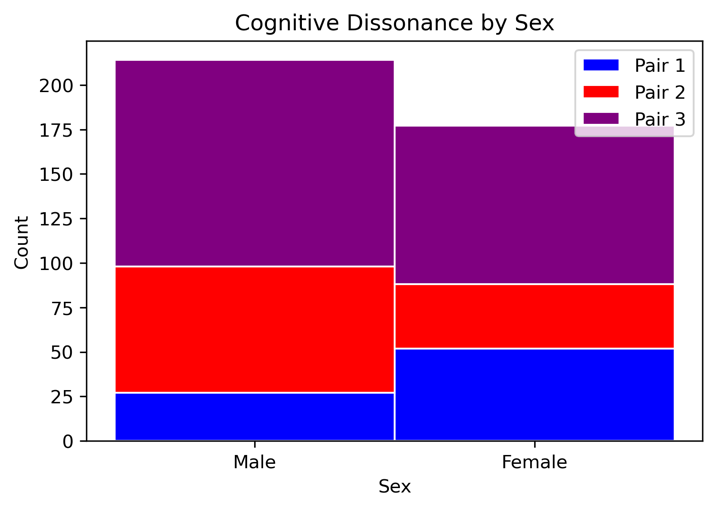 Cognitive Dissonance by Sex
Pair 1
Pair 2
Pair 3
Count
200
175
150
125
100
75
50
25
0
Male Female
Sex